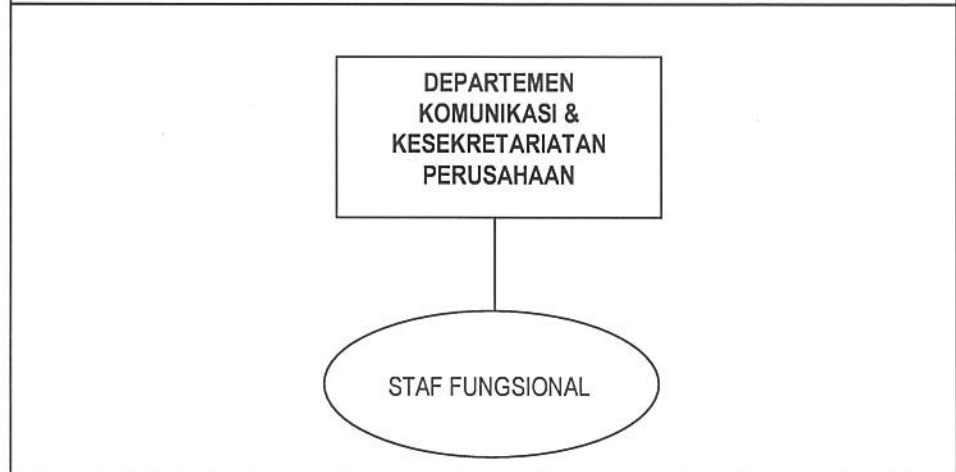 DEPARTEMEN
KOMUNIKASI &
KESEKRETARIATAN
PERUSAHAAN
STAF FUNGSIONAL